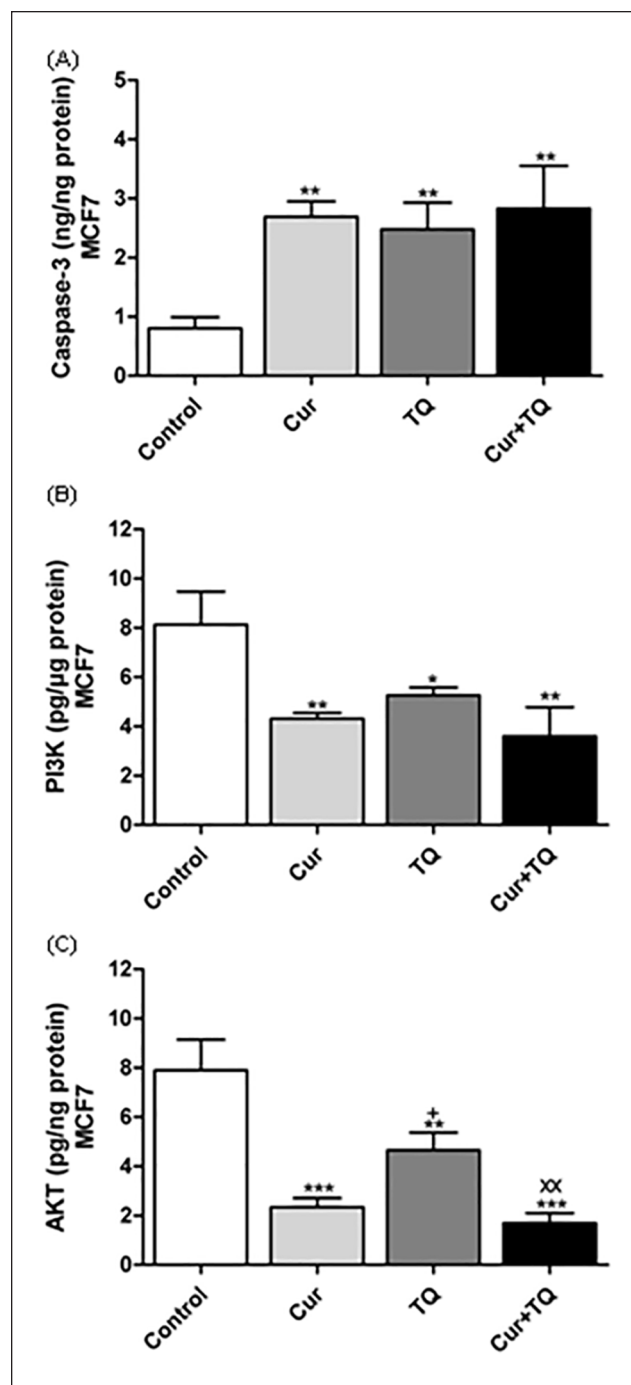 (A)
Caspase-3 (ng/ng protein)
MCF7
5
4
3
2
1
0
**
**
**
Control
Cur
TQ
Cur+TQ
(B)
PI3K (pg/µg protein)
MCF7
12
10
8
6
4
2
0
**
*
**
Control
Cur
TQ
Cur+TQ
(C)
AKT (pg/ng protein)
MCF7
12
10
8
6
4
2
0
***
+
**
XX
***
Control
Cur
TQ
Cur+TQ